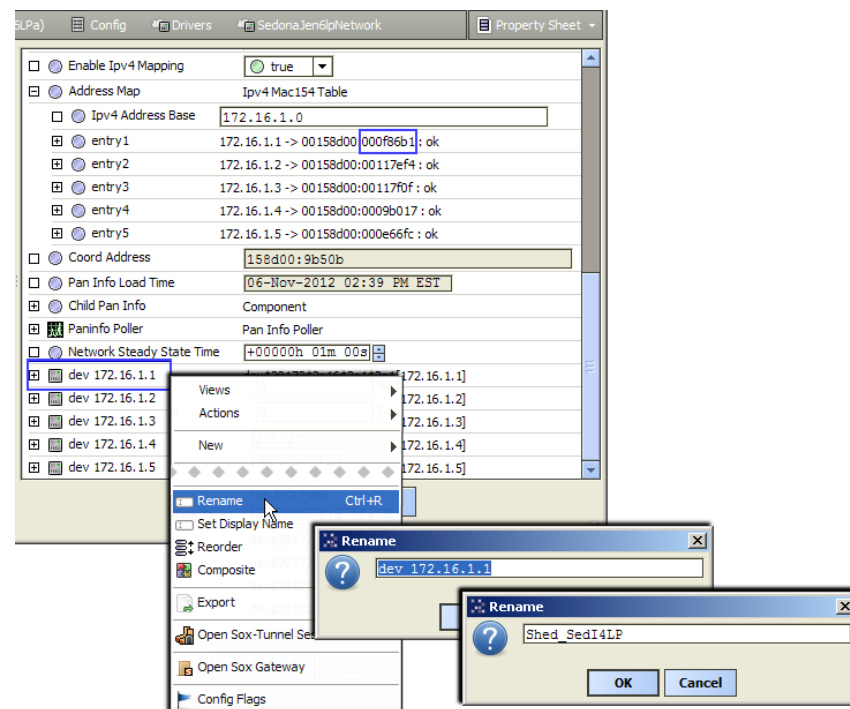 6LPa) Config Drivers SedonaJen6lpNetwork Property Sheet
Enable Ipv4 Mapping true
Address Map Ipv4 Mac154 Table
Ipv4 Address Base 172.16.1.0
entry1 172.16.1.1 -> 00158d00:000f86b1 : ok
entry2 172.16.1.2 -> 00158d00:00117ef4 : ok
entry3 172.16.1.3 -> 00158d00:00117f0f : ok
entry4 172.16.1.4 -> 00158d00:0009b017 : ok
entry5 172.16.1.5 -> 00158d00:000e66fc : ok
Coord Address 158d00:9b50b
Pan Info Load Time 06-Nov-2012 02:39 PM EST
Child Pan Info Component
Paninfo Poller Pan Info Poller
Network Steady State Time +00000h 01m 00s
dev 172.16.1.1 [172.16.1.1]
dev 172.16.1.2 172.16.1.2]
dev 172.16.1.3 172.16.1.3]
dev 172.16.1.4 172.16.1.4]
dev 172.16.1.5 172.16.1.5]
Views
Actions
New
Rename Ctrl+R
Set Display Name
Reorder
Composite
Export
Open Sox-Tunnel Ses
Open Sox Gateway
Config Flags
Rename
dev 172.16.1.1
Rename
Shed_SedI4LP
OK Cancel